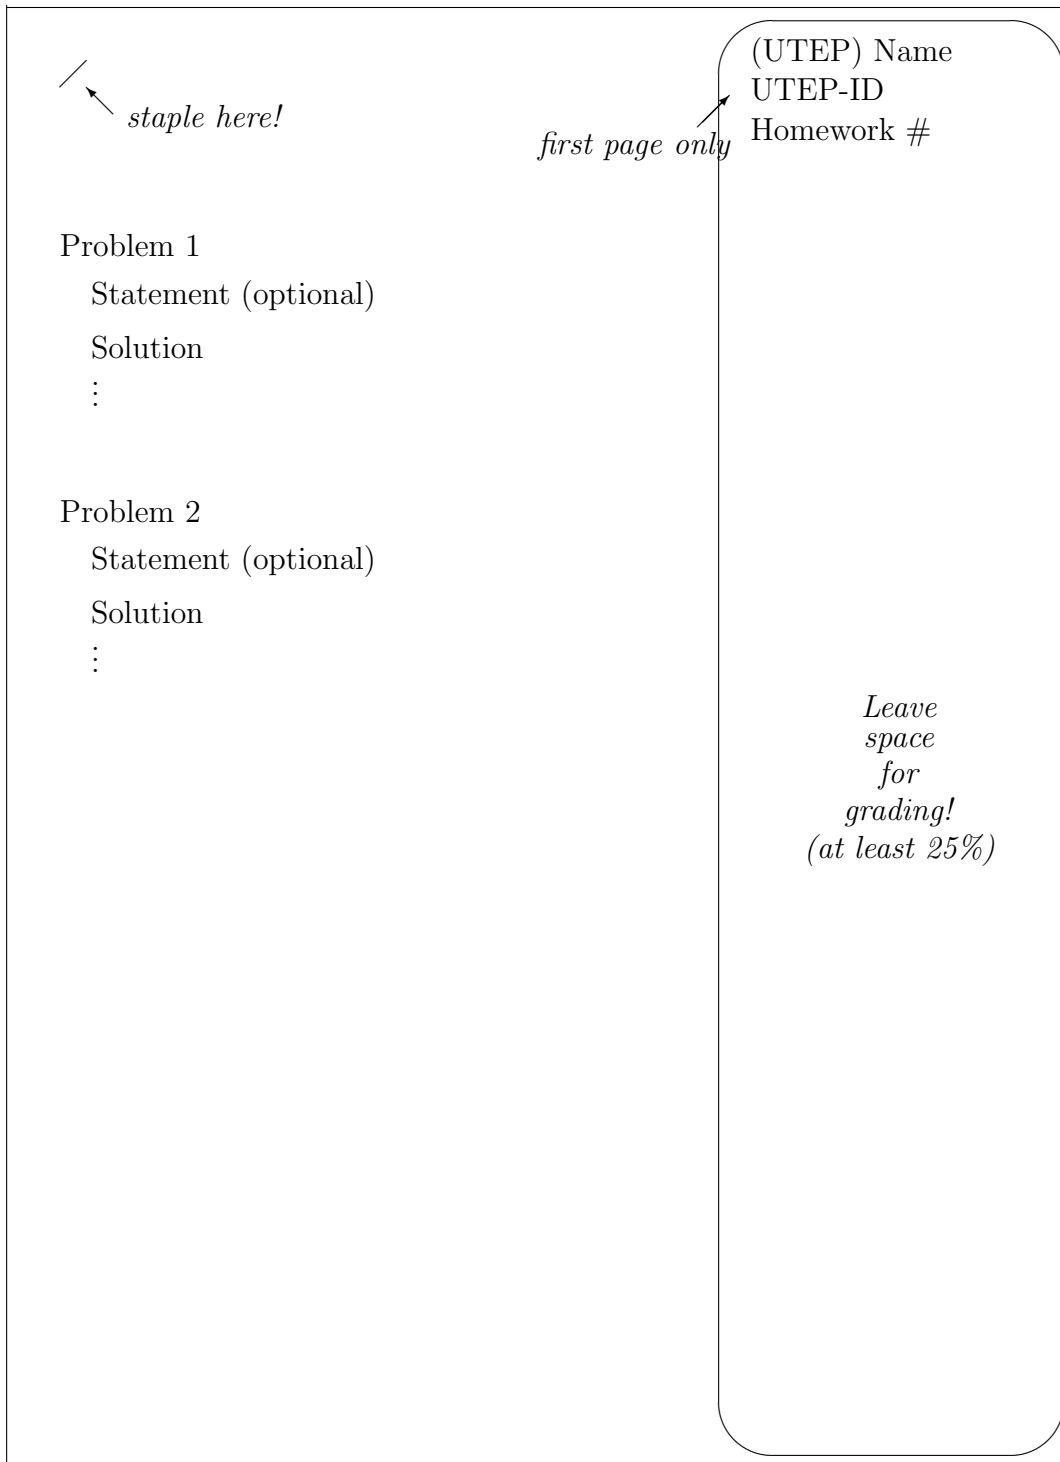 (UTEP) Name
UTEP-ID
Homework #
staple here!
first page only
Problem 1
Statement (optional)
Solution
⋮
Problem 2
Statement (optional)
Solution
⋮
Leave
space
for
grading!
(at least 25%)